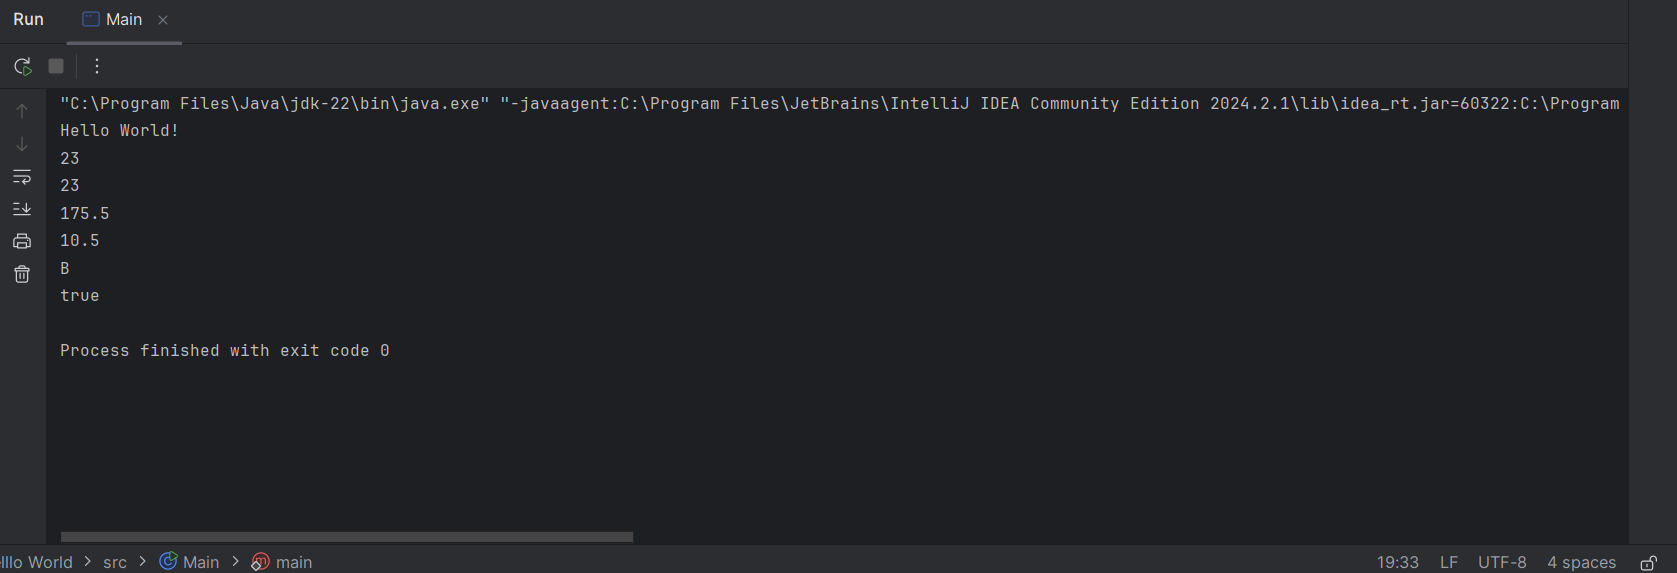 Run Main
"C:\Program Files\Java\jdk-22\bin\java.exe" "-javaagent:C:\Program Files\JetBrains\IntelliJ IDEA Community Edition 2024.2.1\lib\idea_rt.jar=60322:C:\Program
Hello World!
23
23
175.5
10.5
B
true
Process finished with exit code 0
lllo World > src > Main > main 19:33 LF UTF-8 4 spaces